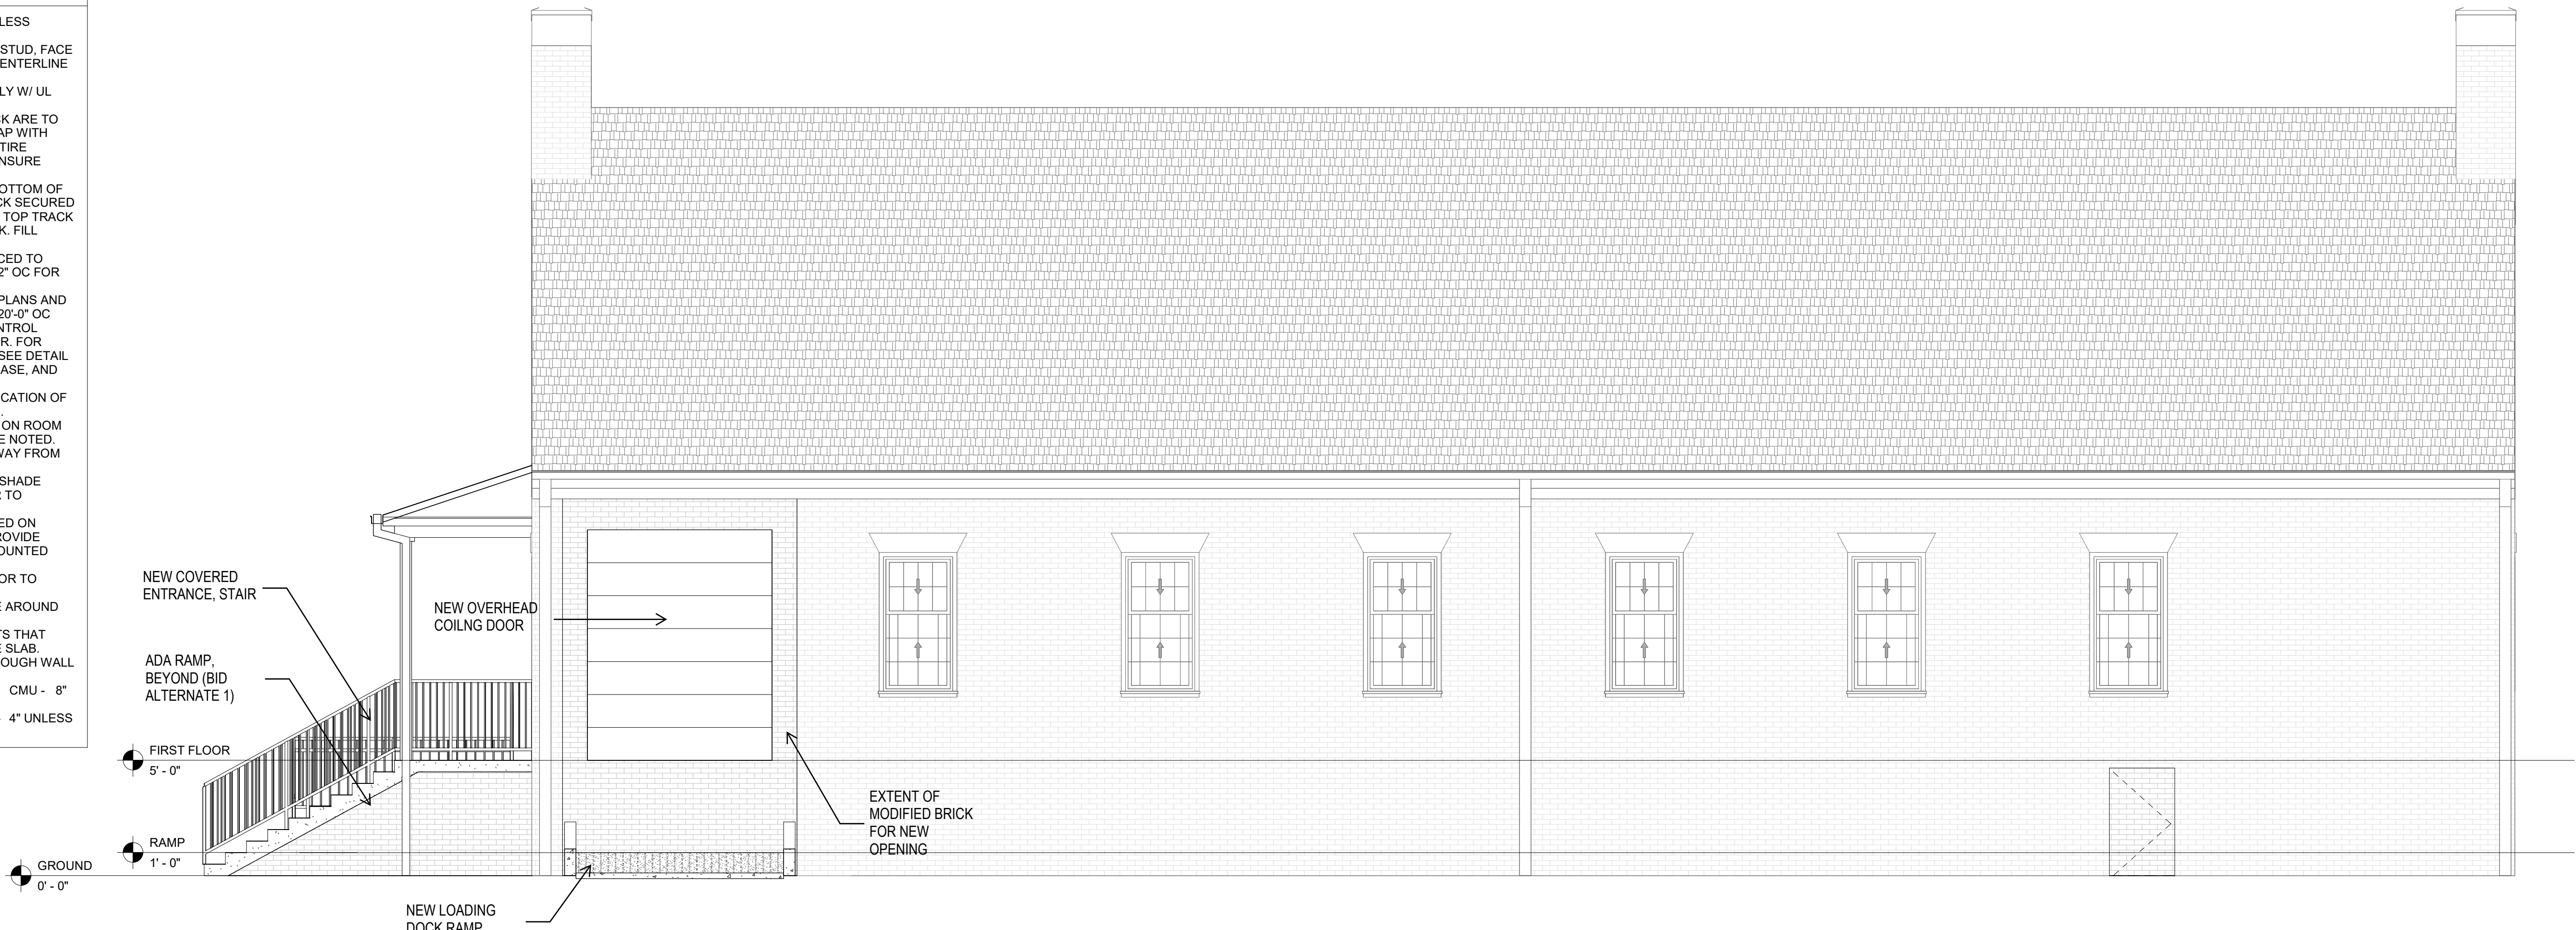 LESS
STUD, FACE
ENTERLINE
LY W/ UL
CK ARE TO
AP WITH
TIRE
NSURE
OTTOM OF
CK SECURED
TOP TRACK
K. FILL
CED TO
2" OC FOR
PLANS AND
20'-0" OC
NTROL
R. FOR
SEE DETAIL
ASE, AND
CATION OF
.
ON ROOM
E NOTED.
WAY FROM
SHADE
R TO
ED ON
ROVIDE
OUNTED
OR TO
E AROUND
TS THAT
E SLAB.
OUGH WALL
CMU - 8"
4" UNLESS
NEW COVERED
ENTRANCE, STAIR
ADA RAMP,
BEYOND (BID
ALTERNATE 1)
NEW OVERHEAD
COILNG DOOR
FIRST FLOOR
5' - 0"
RAMP
1' - 0"
GROUND
0' - 0"
EXTENT OF
MODIFIED BRICK
FOR NEW
OPENING
NEW LOADING
DOCK RAMP